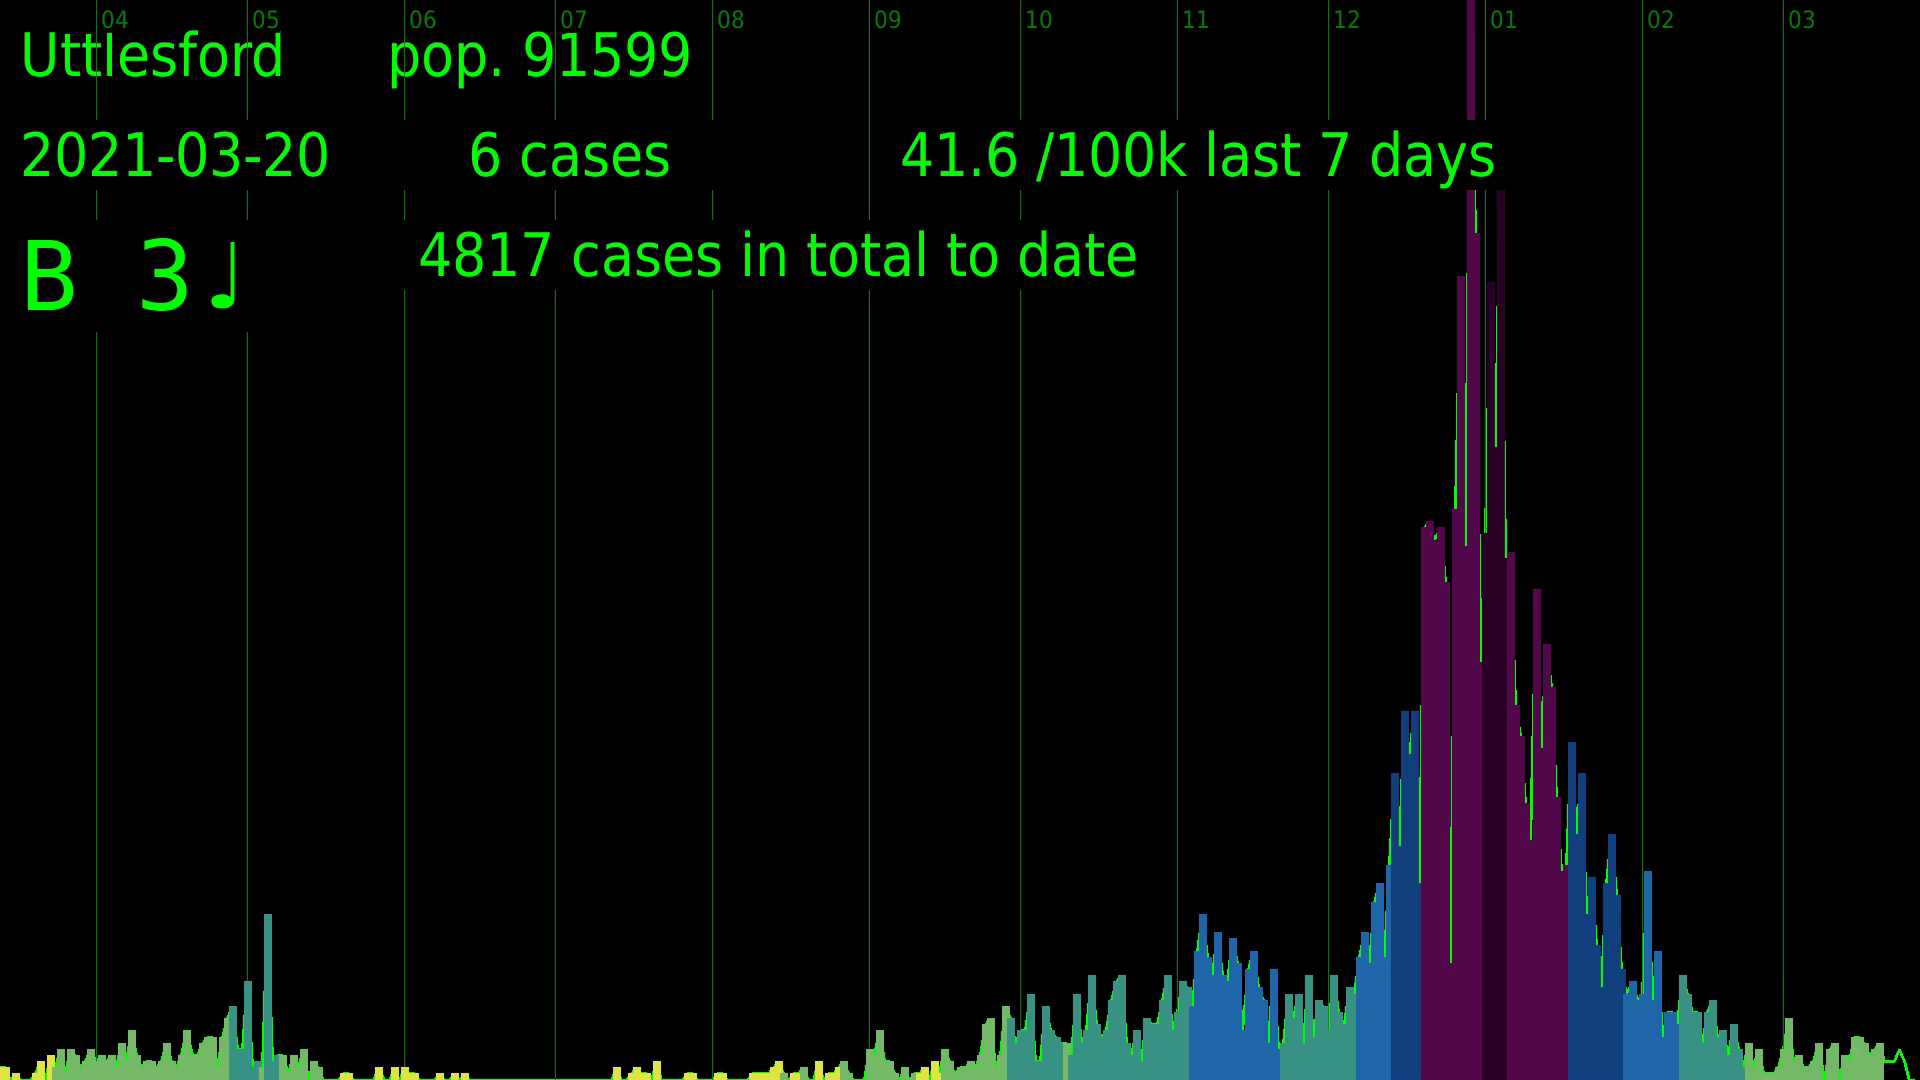 04 05 06 07 08 09 10 11 12 01 02 03
Uttlesford pop. 91599
2021-03-20 6 cases 41.6 /100k last 7 days
B 3♩ 4817 cases in total to date